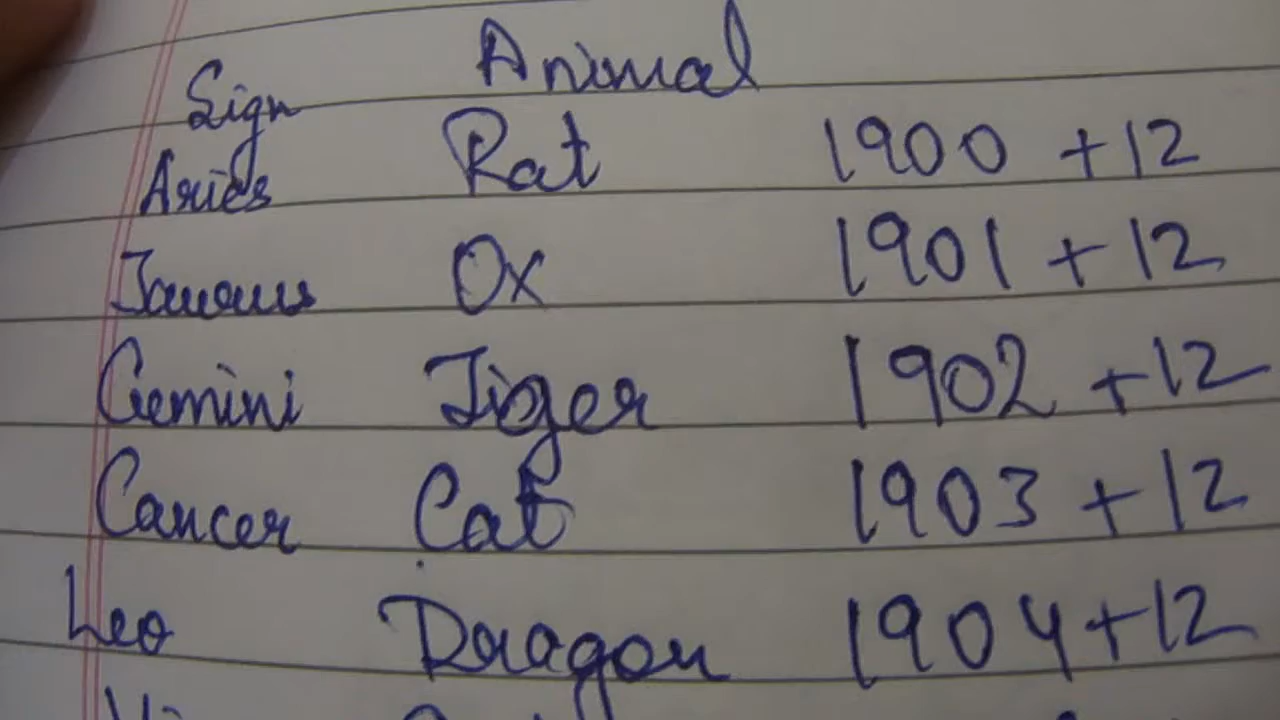 Sign Animal
Aries Rat 1900 +12
Taurus Ox 1901 +12
Gemini Tiger 1902 +12
Cancer Cat 1903 +12
Leo Dragon 1904+12